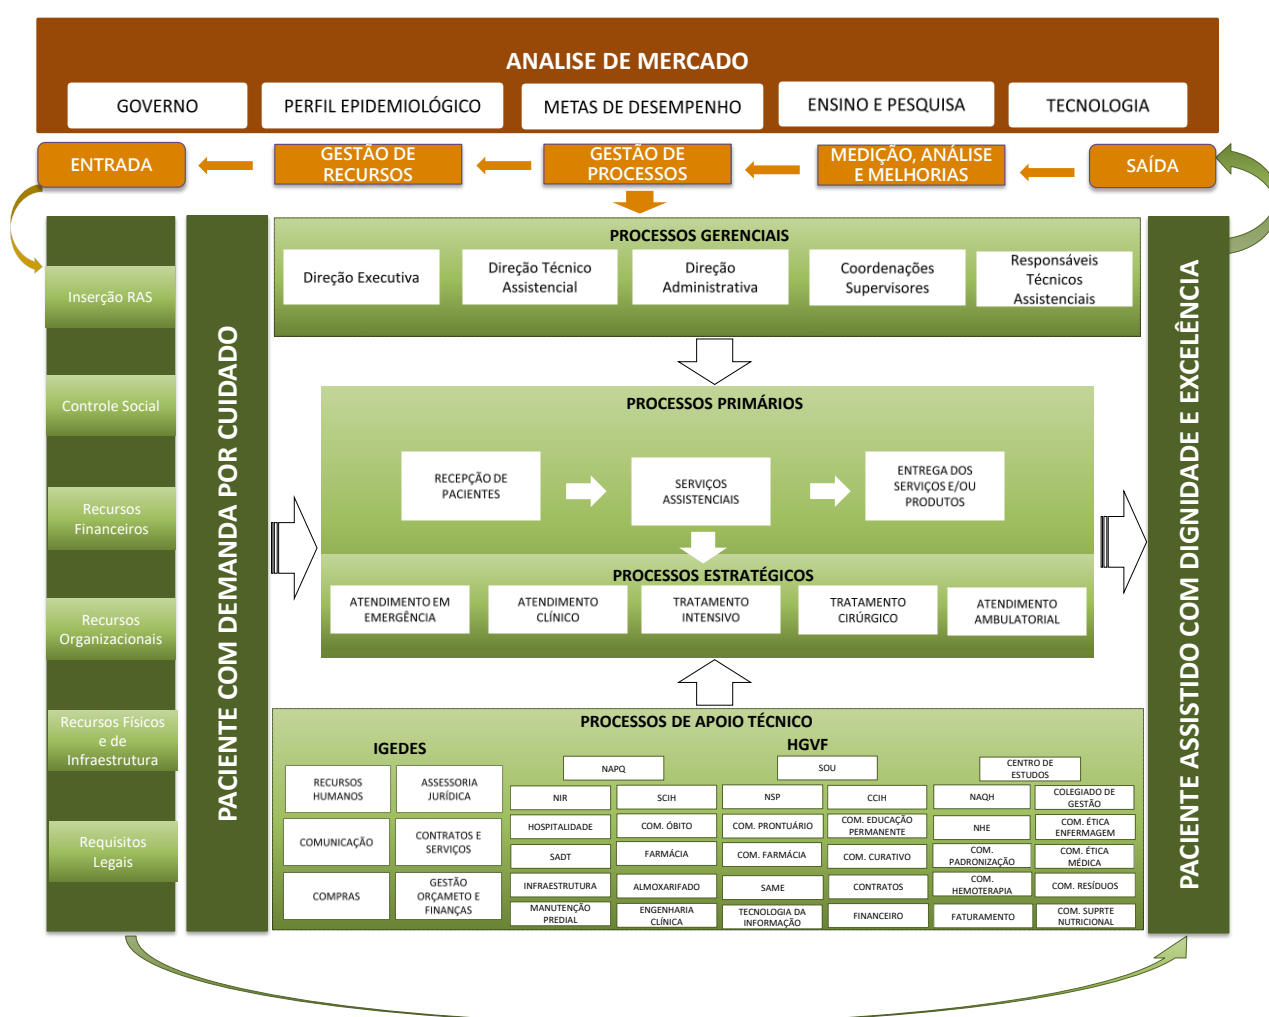 ANALISE DE MERCADO
GOVERNO
PERFIL EPIDEMIOLÓGICO
METAS DE DESEMPENHO
ENSINO E PESQUISA
TECNOLOGIA
ENTRADA
GESTÃO DE
RECURSOS
GESTÃO DE
PROCESSOS
MEDIÇÃO, ANÁLISE
E MELHORIAS
SAÍDA
Inserção RAS
Controle Social
Recursos
Financeiros
Recursos
Organizacionais
Recursos Físicos
e de
Infraestrutura
Requisitos
Legais
PACIENTE COM DEMANDA POR CUIDADO
PROCESSOS GERENCIAIS
Direção Executiva
Direção Técnico
Assistencial
Direção
Administrativa
Coordenações
Supervisores
Responsáveis
Técnicos
Assistenciais
PROCESSOS PRIMÁRIOS
RECEPÇÃO DE
PACIENTES
SERVIÇOS
ASSISTENCIAIS
ENTREGA DOS
SERVIÇOS E/OU
PRODUTOS
PROCESSOS ESTRATÉGICOS
ATENDIMENTO EM
EMERGÊNCIA
ATENDIMENTO
CLÍNICO
TRATAMENTO
INTENSIVO
TRATAMENTO
CIRÚRGICO
ATENDIMENTO
AMBULATORIAL
PROCESSOS DE APOIO TÉCNICO
IGEDES
RECURSOS
HUMANOS
ASSESSORIA
JURÍDICA
COMUNICAÇÃO
CONTRATOS E
SERVIÇOS
COMPRAS
GESTÃO
ORÇAMETO E
FINANÇAS
HGVF
NAPQ
SOU
CENTRO DE
ESTUDOS
NIR
SCIH
NSP
CCIH
NAQH
COLEGIADO DE
GESTÃO
HOSPITALIDADE
COM. ÓBITO
COM. PRONTUÁRIO
COM. EDUCAÇÃO
PERMANENTE
NHE
COM. ÉTICA
ENFERMAGEM
SADT
FARMÁCIA
COM. FARMÁCIA
COM. CURATIVO
COM.
PADRONIZAÇÃO
COM. ÉTICA
MÉDICA
INFRAESTRUTURA
ALMOXARIFADO
SAME
CONTRATOS
COM.
HEMOTERAPIA
COM. RESÍDUOS
MANUTENÇÃO
PREDIAL
ENGENHARIA
CLÍNICA
TECNOLOGIA DA
INFORMAÇÃO
FINANCEIRO
FATURAMENTO
COM. SUPRTE
NUTRICIONAL
PACIENTE ASSISTIDO COM DIGNIDADE E EXCELÊNCIA